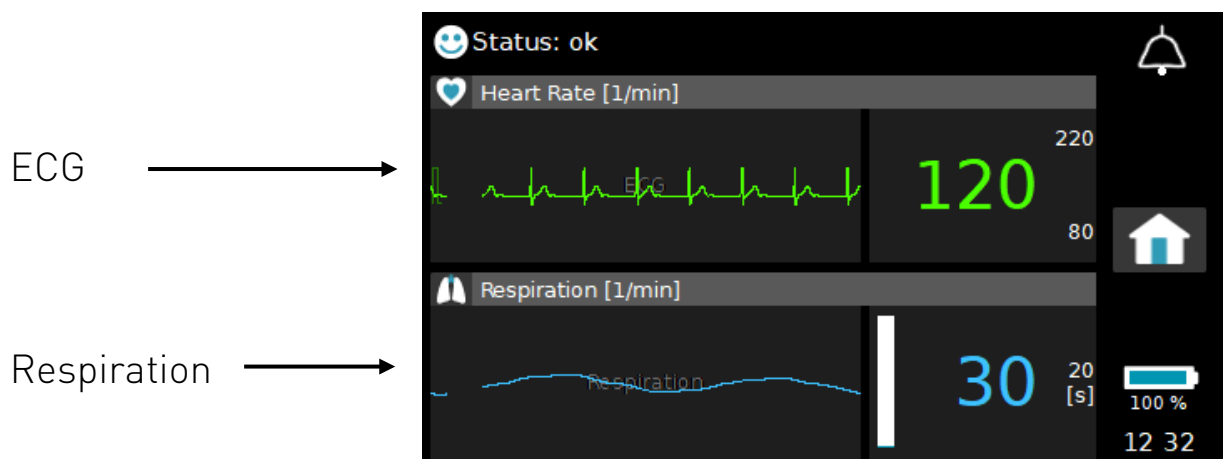 Status: ok
Heart Rate [1/min]
ECG
ECG
120
220
80
Respiration [1/min]
Respiration
Respiration
30
20
[s]
100 %
12 32